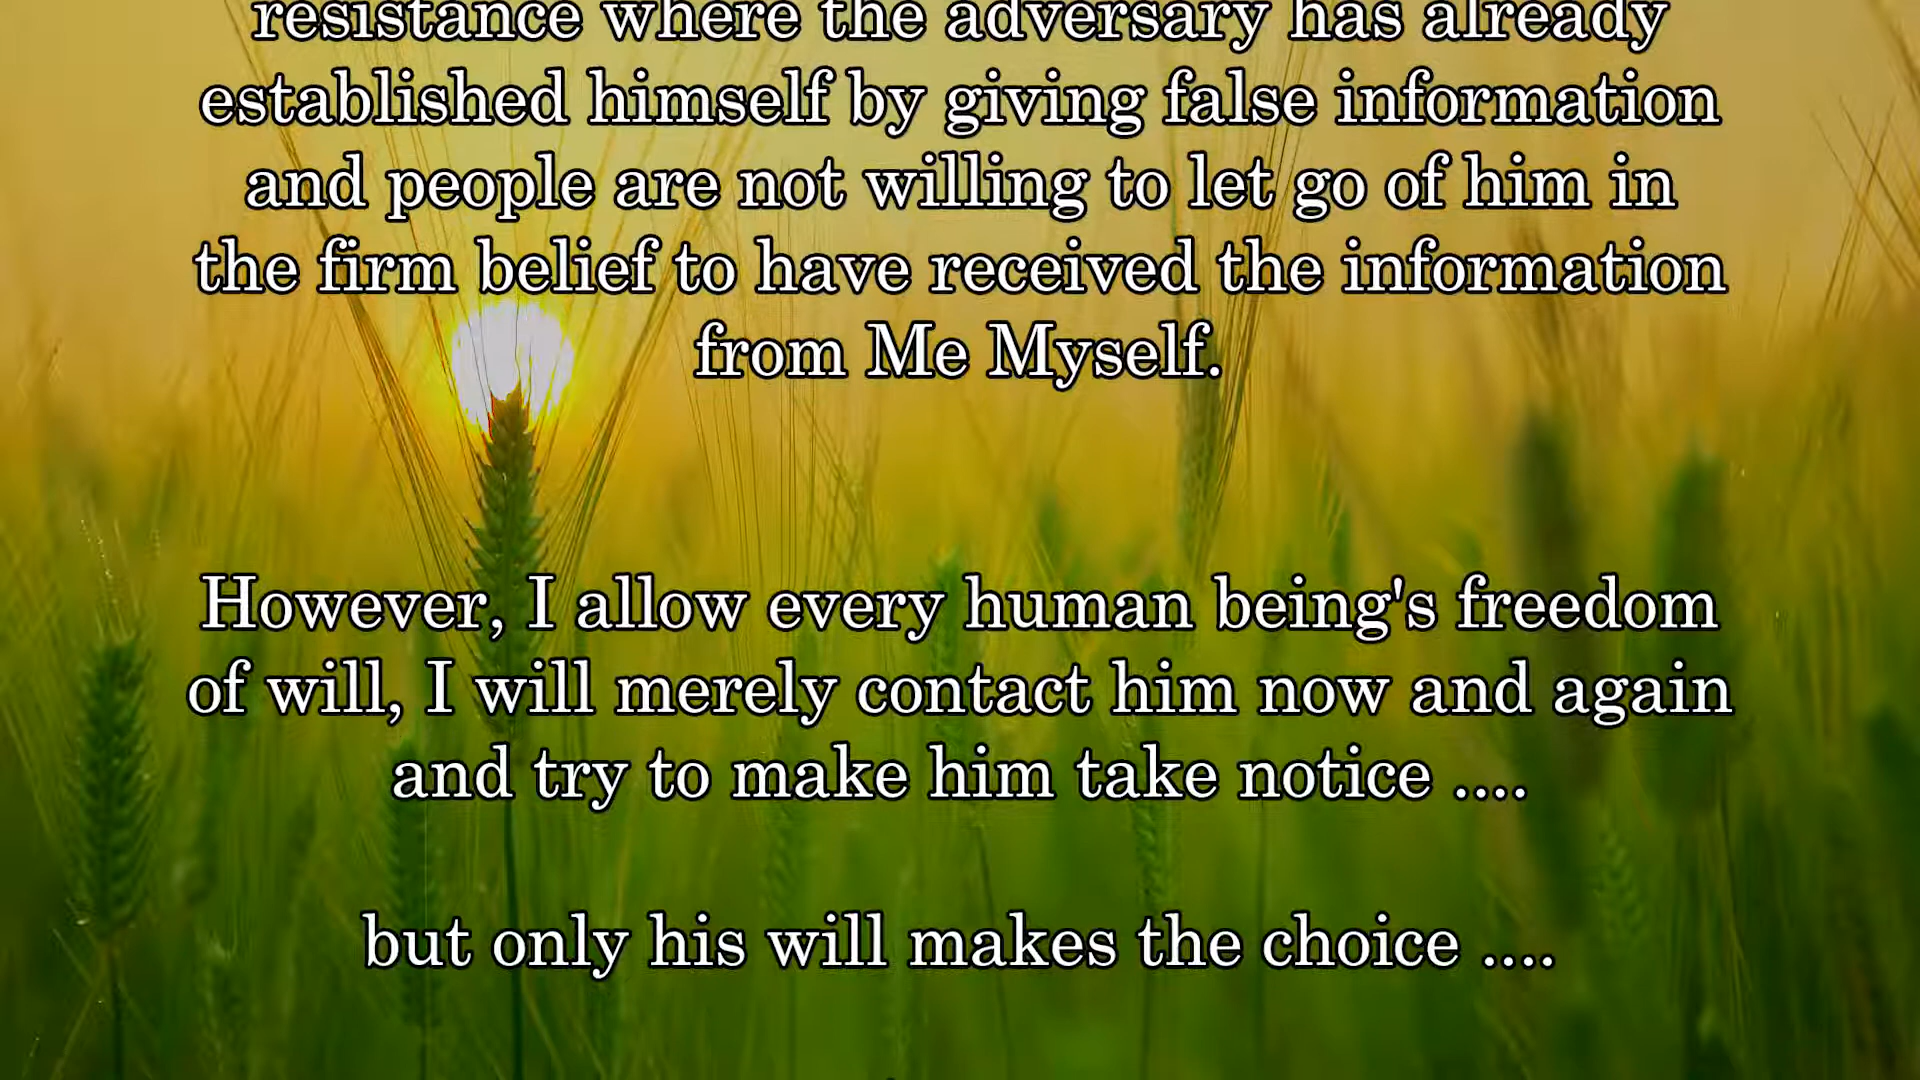 resistance where the adversary has already
established himself by giving false information
and people are not willing to let go of him in
the firm belief to have received the information
from Me Myself.
However, I allow every human being's freedom
of will, I will merely contact him now and again
and try to make him take notice ....
but only his will makes the choice ....